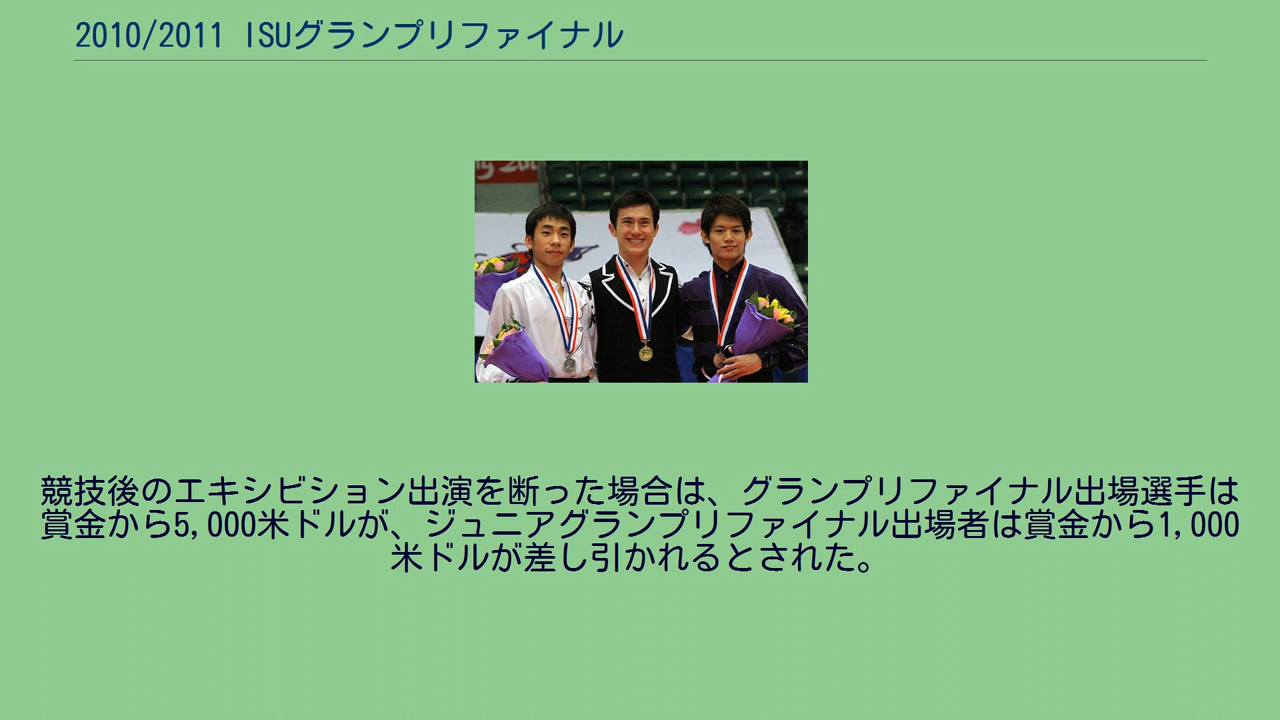 2010/2011 ISUグランプリファイナル
競技後のエキシビション出演を断った場合は、グランプリファイナル出場選手は
賞金から5,000米ドルが、ジュニアグランプリファイナル出場者は賞金から1,000
米ドルが差し引かれるとされた。